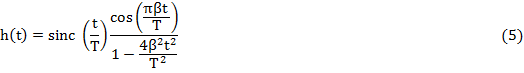 h(t) = sinc (t/T) cos(πβt/T) / (1 − 4β²t²/T²) (5)